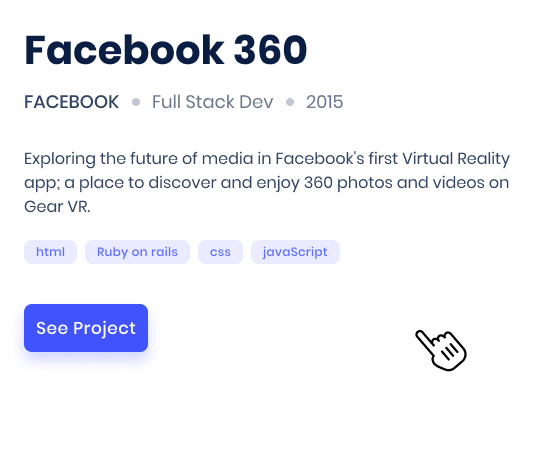 Facebook 360
FACEBOOK Full Stack Dev 2015
Exploring the future of media in Facebook's first Virtual Reality
app; a place to discover and enjoy 360 photos and videos on
Gear VR.
html Ruby on rails css javaScript
See Project